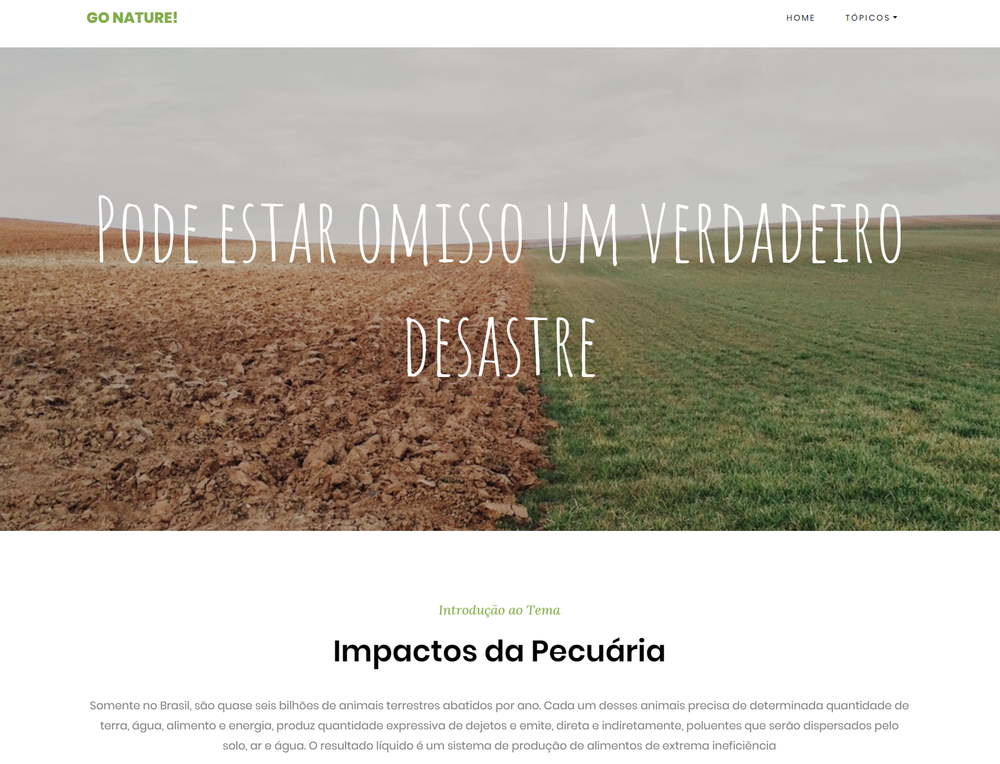 GO NATURE!
HOME TÓPICOS
Pode estar omisso um verdadeiro
desastre
Introdução ao Tema
Impactos da Pecuária
Somente no Brasil, são quase seis bilhões de animais terrestres abatidos por ano. Cada um desses animais precisa de determinada quantidade de
terra, água, alimento e energia, produz quantidade expressiva de dejetos e emite, direta e indiretamente, poluentes que serão dispersados pelo
solo, ar e água. O resultado líquido é um sistema de produção de alimentos de extrema ineficiência